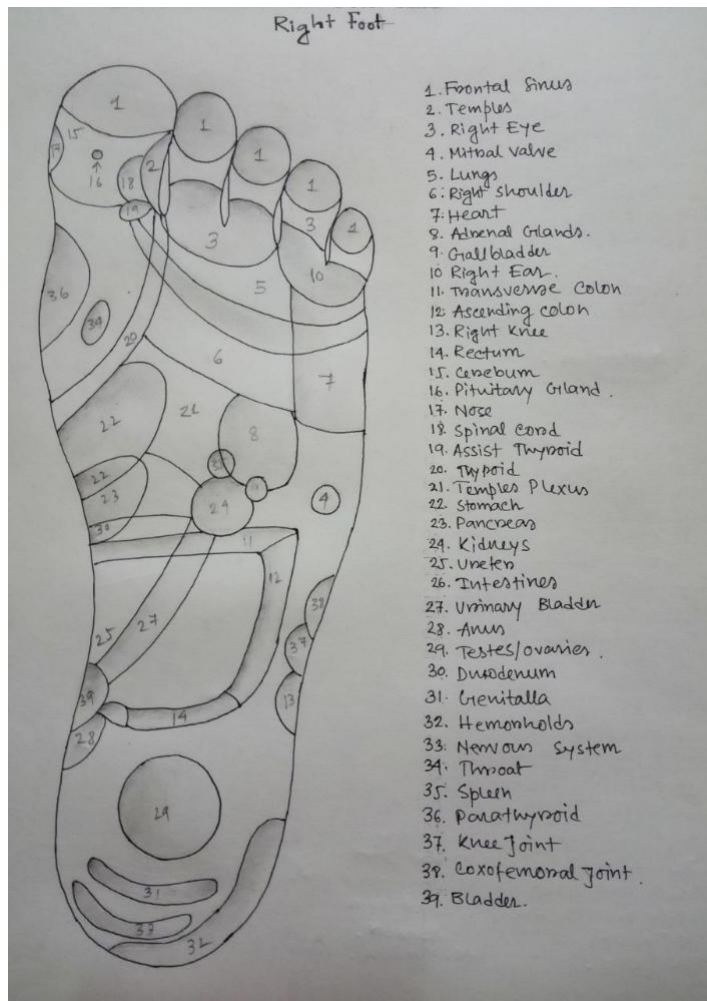 Right Foot
1. Frontal Sinus
2. Temples
3. Right Eye
4. Mitral valve
5. Lungs
6. Right shoulder
7. Heart
8. Adrenal Glands.
9. Gallbladder
10 Right Ear.
11. Transverse Colon
12. Ascending colon
13. Right Knee
14. Rectum
15. Cerebum
16. Pituitary Gland.
17. Nose
18. Spinal Cord
19. Assist Thyroid
20. Thyroid
21. Temples Plexus
22. Stomach
23. Pancreas
24. Kidneys
25. Ureters
26. Intestines
27. Urinary Bladder
28. Anus
29. Testes/ovaries.
30. Duodenum
31. Genitalla
32. Hemorrholds
33. Nervous System
34. Throat
35. Spleen
36. Parathyroid
37. Knee Joint
38. Coxofemoral Joint.
39. Bladder.
1
1
1
1
1
15
17
16
18
2
19
3
3
10
5
36
34
20
6
7
22
21
8
22
23
24
4
30
11
12
38
25
27
37
39
13
14
28
29
31
33
32